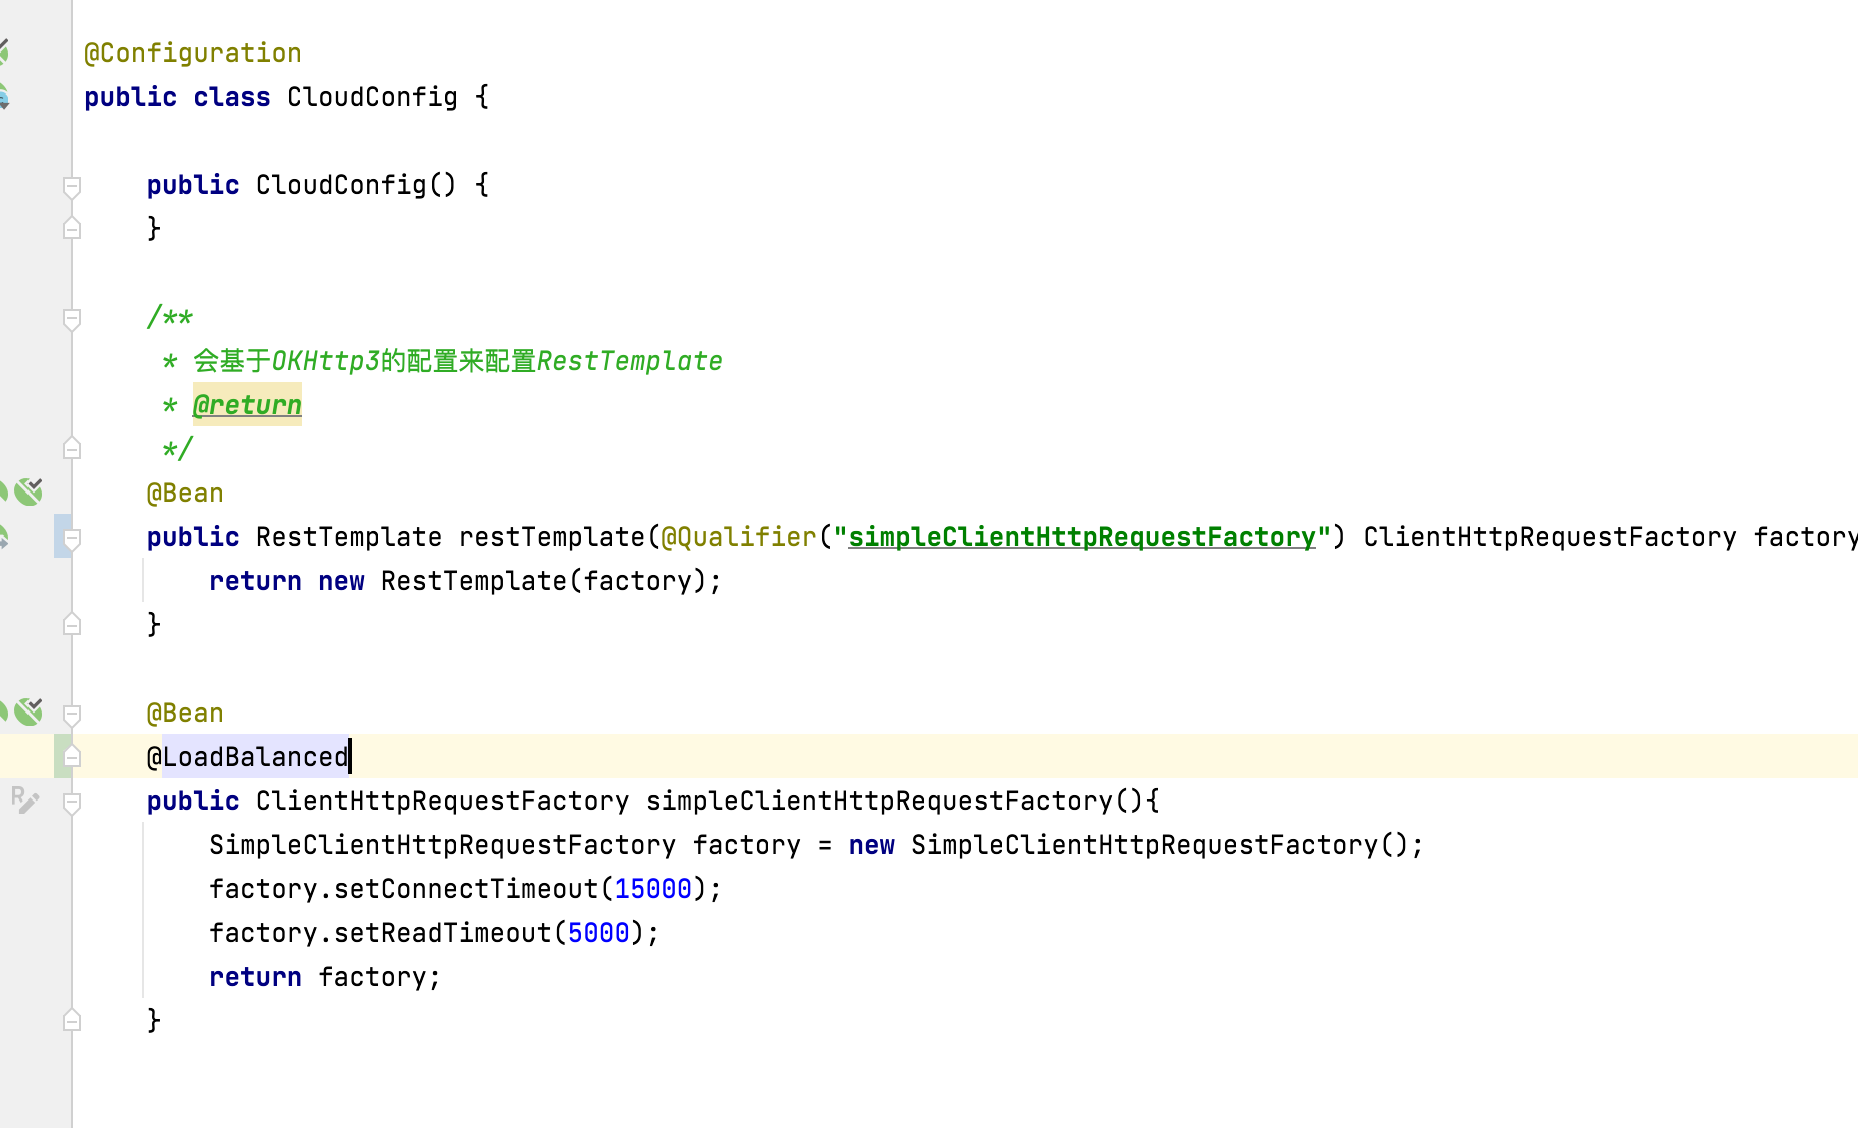 @Configuration
public class CloudConfig {
public CloudConfig() {
}
/**
* 会基于OKHttp3的配置来配置RestTemplate
* @return
*/
@Bean
public RestTemplate restTemplate(@Qualifier("simpleClientHttpRequestFactory") ClientHttpRequestFactory factory
return new RestTemplate(factory);
}
@Bean
@LoadBalanced
public ClientHttpRequestFactory simpleClientHttpRequestFactory(){
SimpleClientHttpRequestFactory factory = new SimpleClientHttpRequestFactory();
factory.setConnectTimeout(15000);
factory.setReadTimeout(5000);
return factory;
}